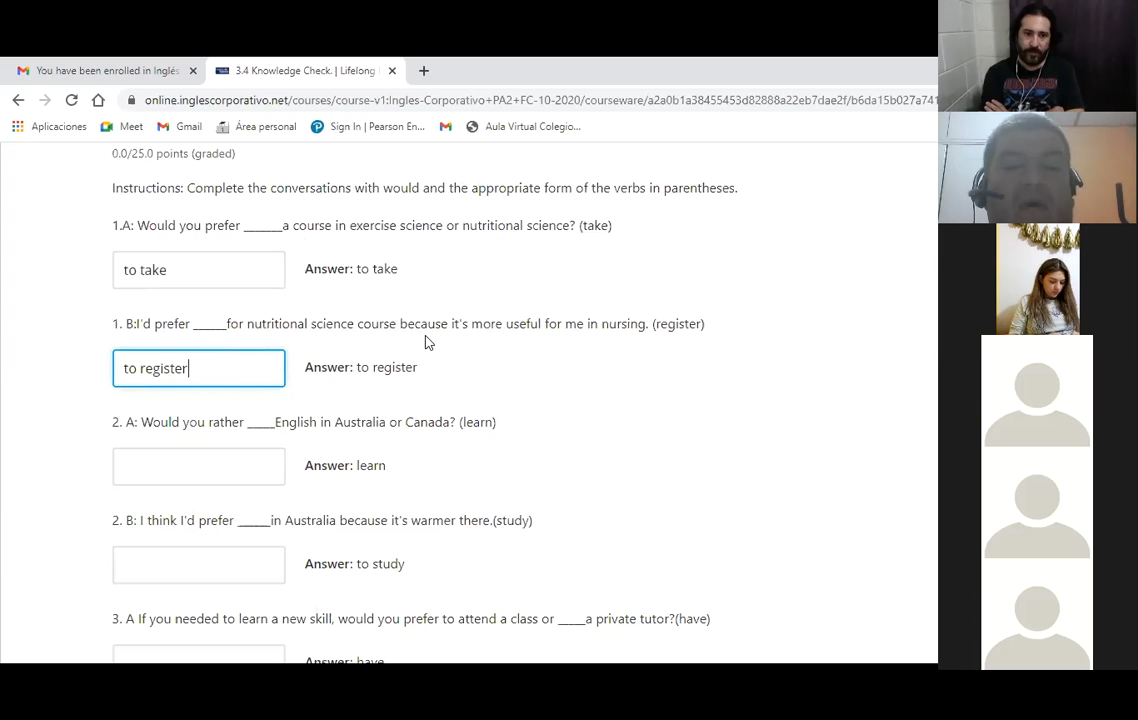 You have been enrolled in Inglés
3.4 Knowledge Check. | Lifelong
online.inglescorporativo.net/courses/course-v1:Ingles-Corporativo+PA2+FC-10-2020/courseware/a2a0b1a38455453d82888a22eb7dae2f/b6da15b027a741
Aplicaciones Meet Gmail Área personal Sign In | Pearson En... Aula Virtual Colegio...
0.0/25.0 points (graded)
Instructions: Complete the conversations with would and the appropriate form of the verbs in parentheses.
1.A: Would you prefer _______a course in exercise science or nutritional science? (take)
to take Answer: to take
1. B:I'd prefer ______for nutritional science course because it's more useful for me in nursing. (register)
to register Answer: to register
2. A: Would you rather _____English in Australia or Canada? (learn)
Answer: learn
2. B: I think I'd prefer ______in Australia because it's warmer there.(study)
Answer: to study
3. A If you needed to learn a new skill, would you prefer to attend a class or _____a private tutor?(have)
Answer: have